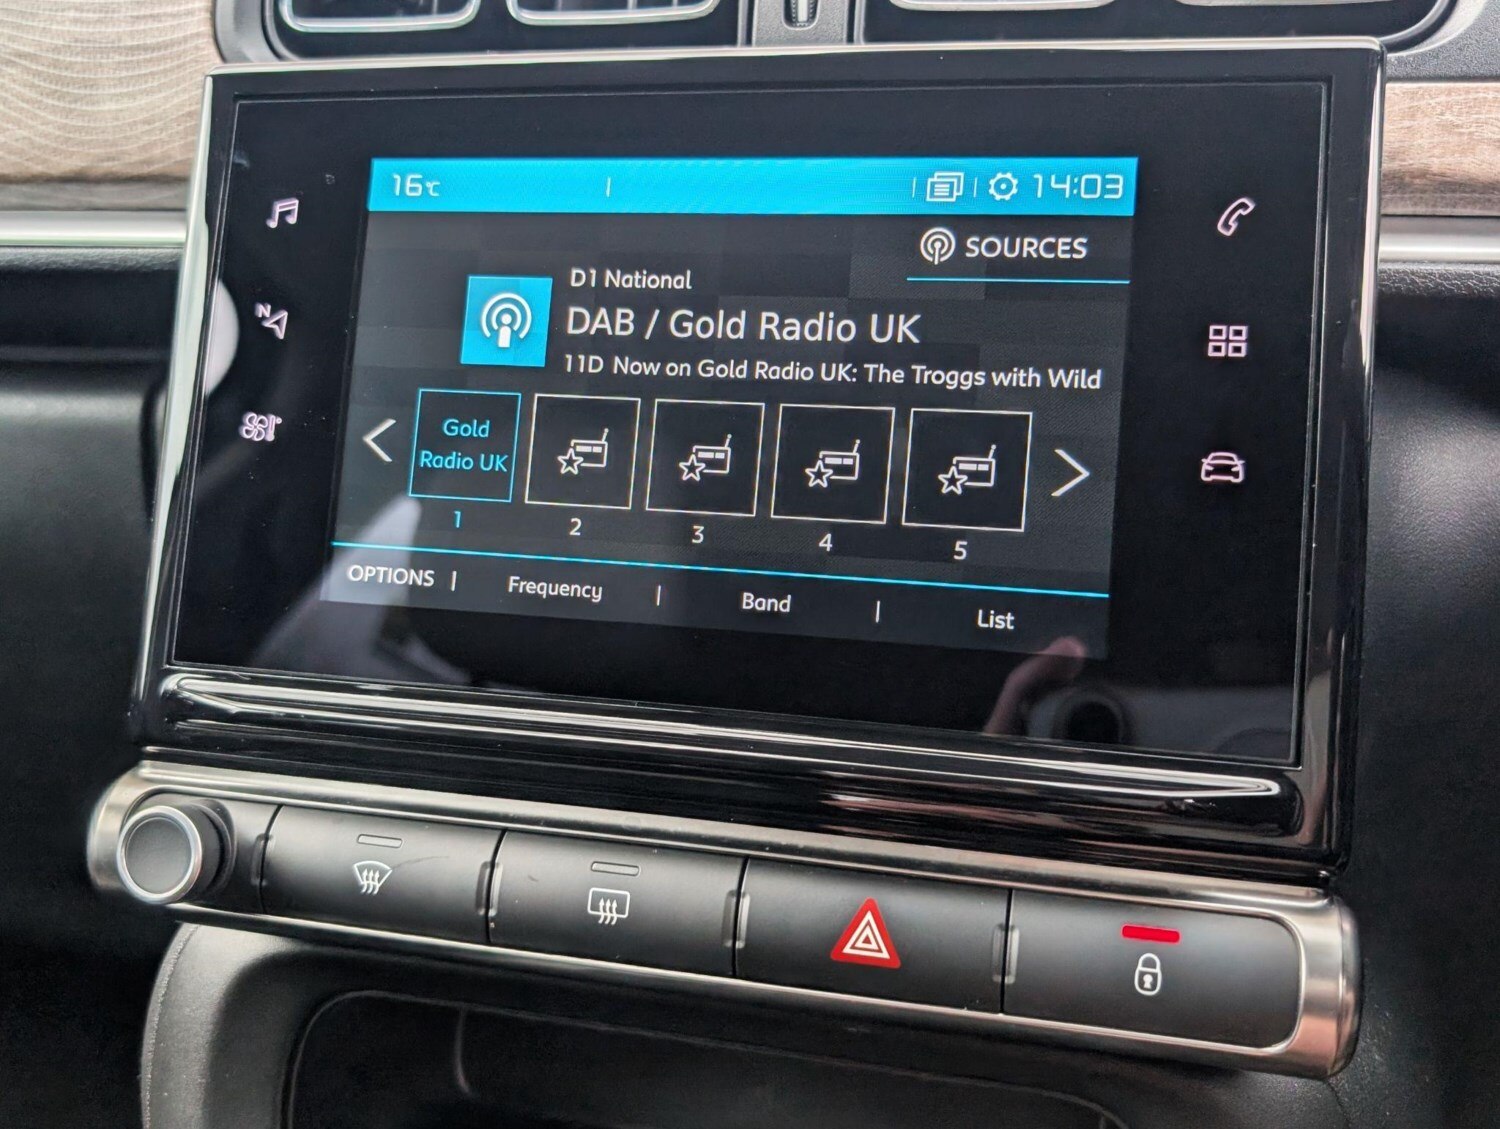 16°C
14:03
SOURCES
D1 National
DAB / Gold Radio UK
11D Now on Gold Radio UK: The Troggs with Wild
Gold
Radio UK
1
2
3
4
5
OPTIONS | Frequency | Band | List
N